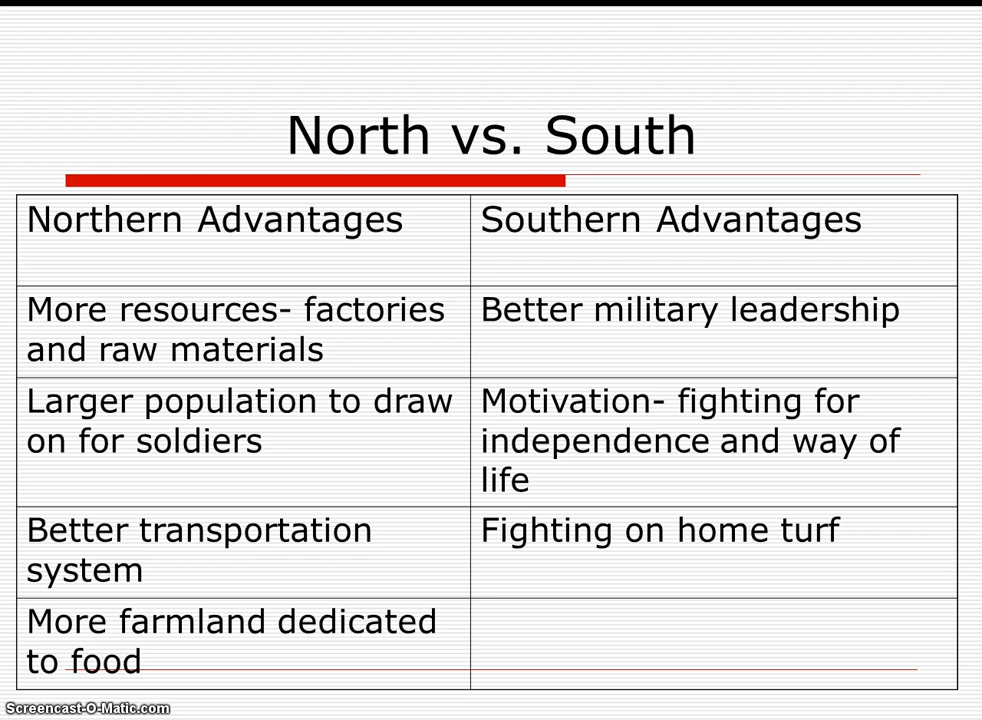 North vs. South
Northern Advantages
Southern Advantages
More resources- factories
and raw materials
Better military leadership
Larger population to draw
on for soldiers
Motivation- fighting for
independence and way of
life
Better transportation
system
Fighting on home turf
More farmland dedicated
to food
Screencast-O-Matic.com